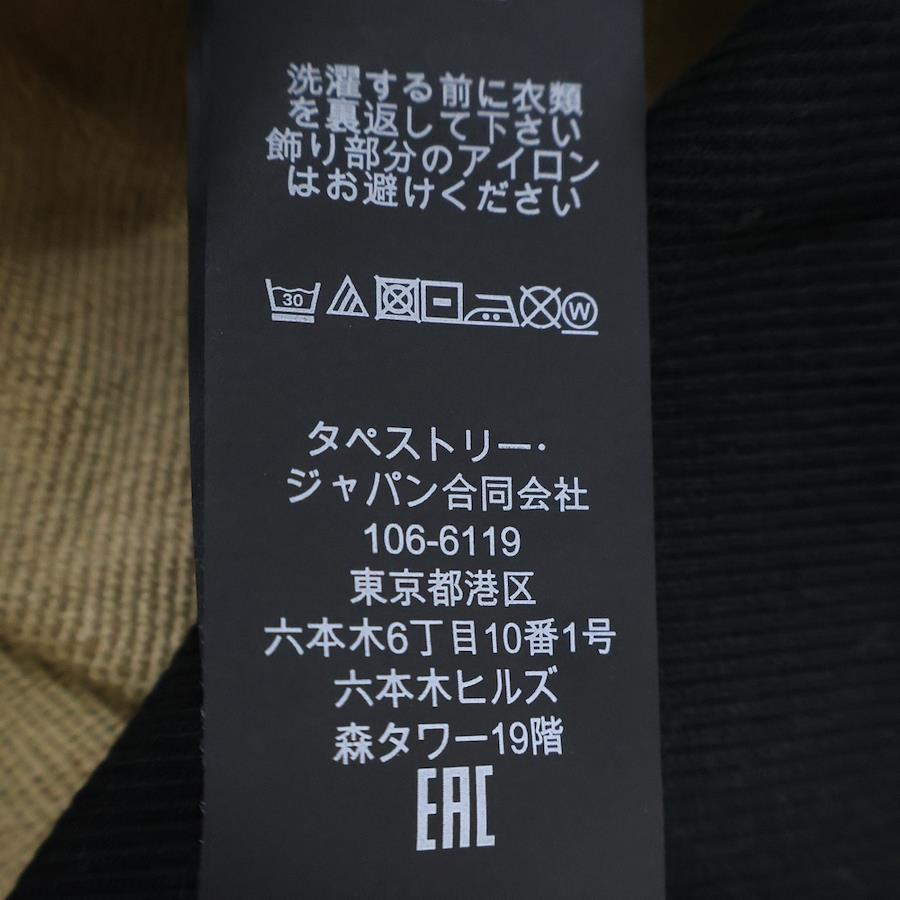 洗濯する前に衣類
を裏返して下さい
飾り部分のアイロン
はお避けください
30 W
タペストリー・
ジャパン合同会社
106-6119
東京都港区
六本木6丁目10番1号
六本木ヒルズ
森タワー19階
EAC